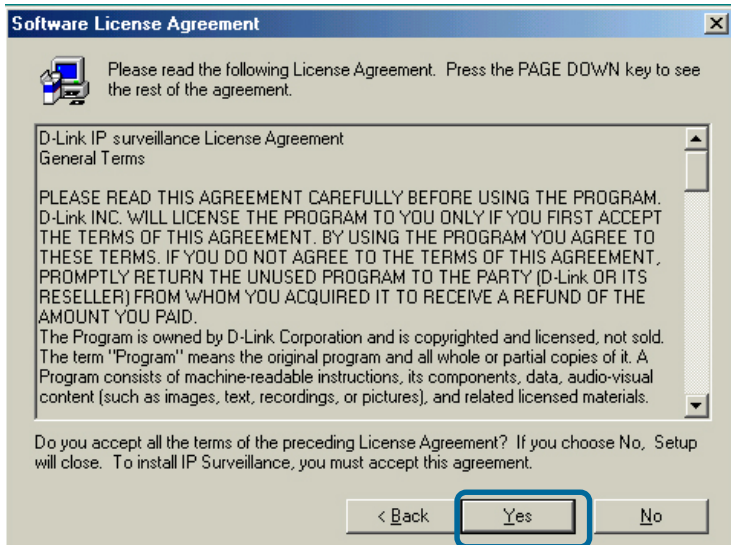 Software License Agreement
Please read the following License Agreement. Press the PAGE DOWN key to see
the rest of the agreement.
D-Link IP surveillance License Agreement
General Terms
PLEASE READ THIS AGREEMENT CAREFULLY BEFORE USING THE PROGRAM.
D-Link INC. WILL LICENSE THE PROGRAM TO YOU ONLY IF YOU FIRST ACCEPT
THE TERMS OF THIS AGREEMENT. BY USING THE PROGRAM YOU AGREE TO
THESE TERMS. IF YOU DO NOT AGREE TO THE TERMS OF THIS AGREEMENT,
PROMPTLY RETURN THE UNUSED PROGRAM TO THE PARTY (D-Link OR ITS
RESELLER) FROM WHOM YOU ACQUIRED IT TO RECEIVE A REFUND OF THE
AMOUNT YOU PAID.
The Program is owned by D-Link Corporation and is copyrighted and licensed, not sold.
The term "Program" means the original program and all whole or partial copies of it. A
Program consists of machine-readable instructions, its components, data, audio-visual
content (such as images, text, recordings, or pictures), and related licensed materials.
Do you accept all the terms of the preceding License Agreement? If you choose No, Setup
will close. To install IP Surveillance, you must accept this agreement.
< Back Yes No